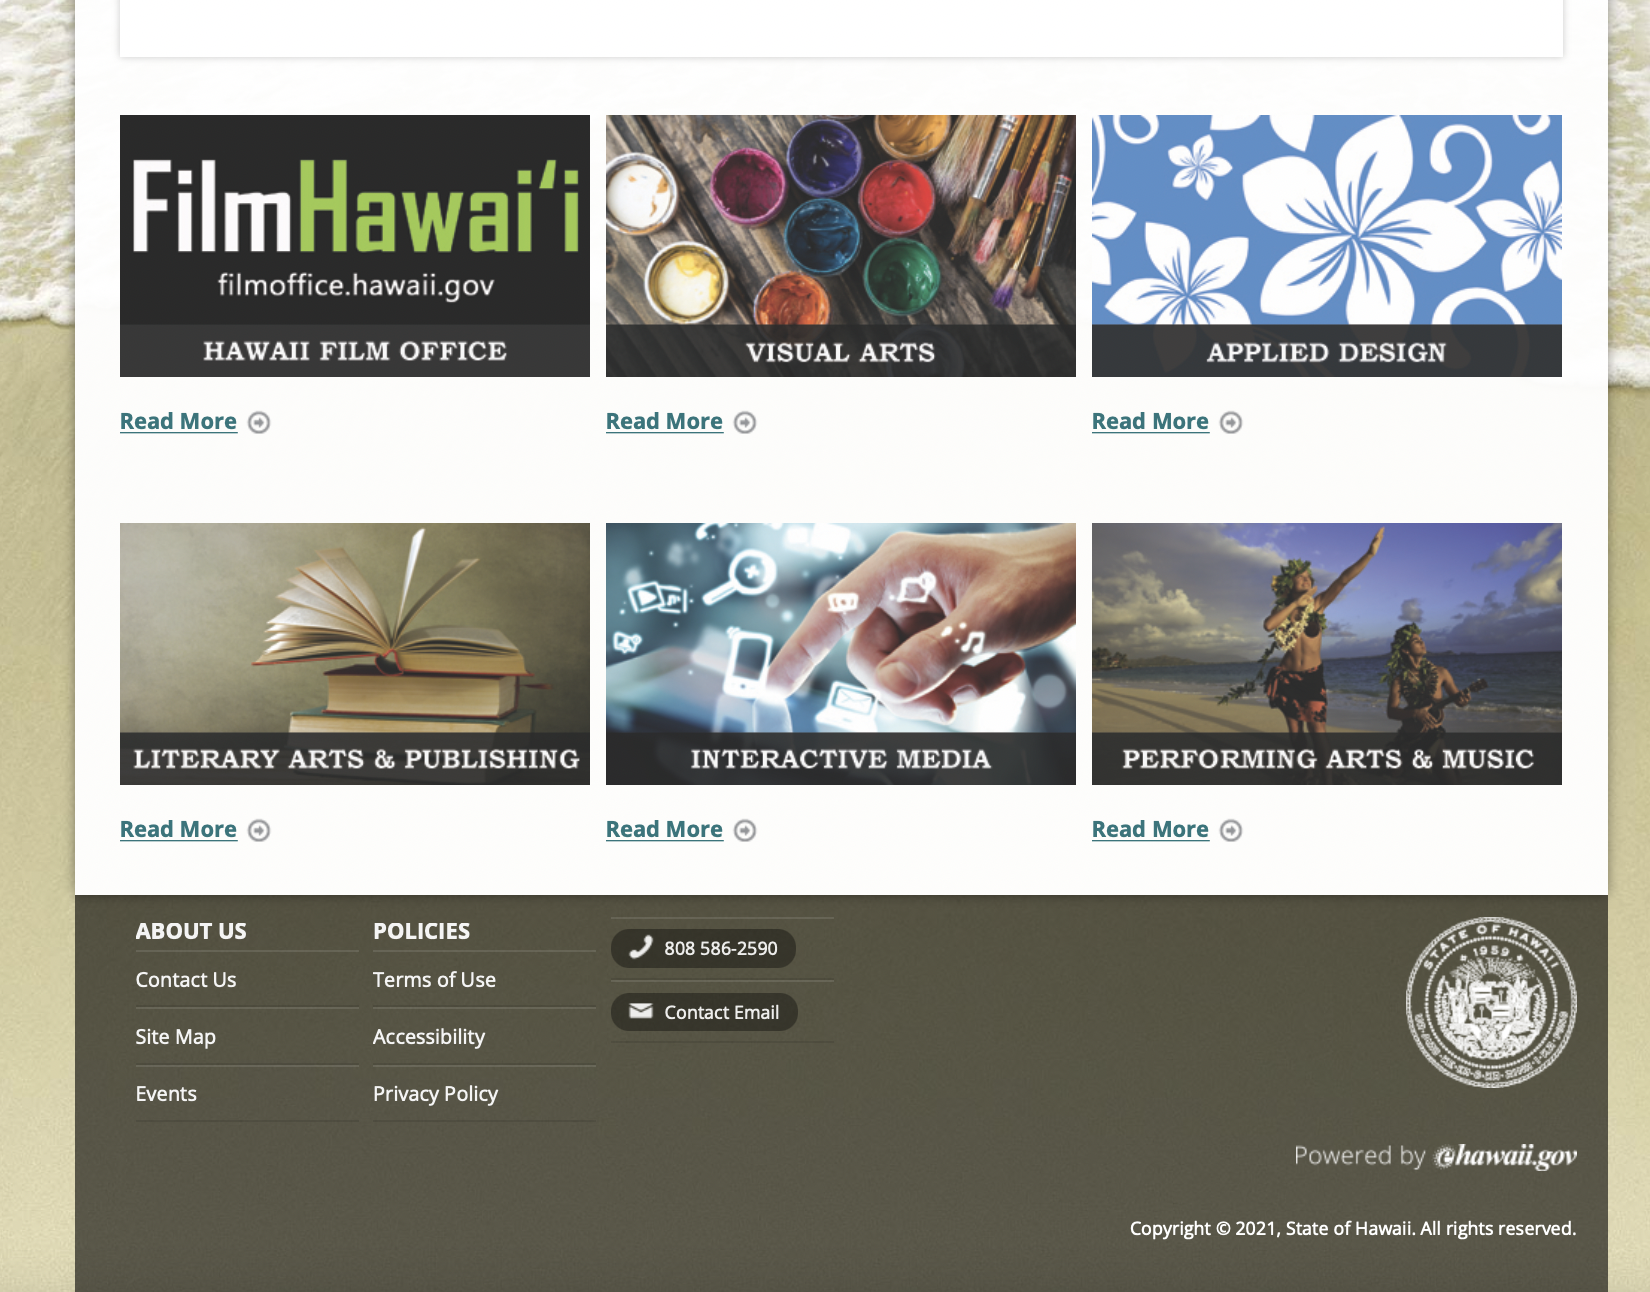 FilmHawaiʻi
filmoffice.hawaii.gov
HAWAII FILM OFFICE
VISUAL ARTS
APPLIED DESIGN
Read More
Read More
Read More
LITERARY ARTS & PUBLISHING
INTERACTIVE MEDIA
PERFORMING ARTS & MUSIC
Read More
Read More
Read More
ABOUT US
Contact Us
Site Map
Events
POLICIES
Terms of Use
Accessibility
Privacy Policy
808 586-2590
Contact Email
STATE OF HAWAII
1959
Powered by ehawaii.gov
Copyright © 2021, State of Hawaii. All rights reserved.